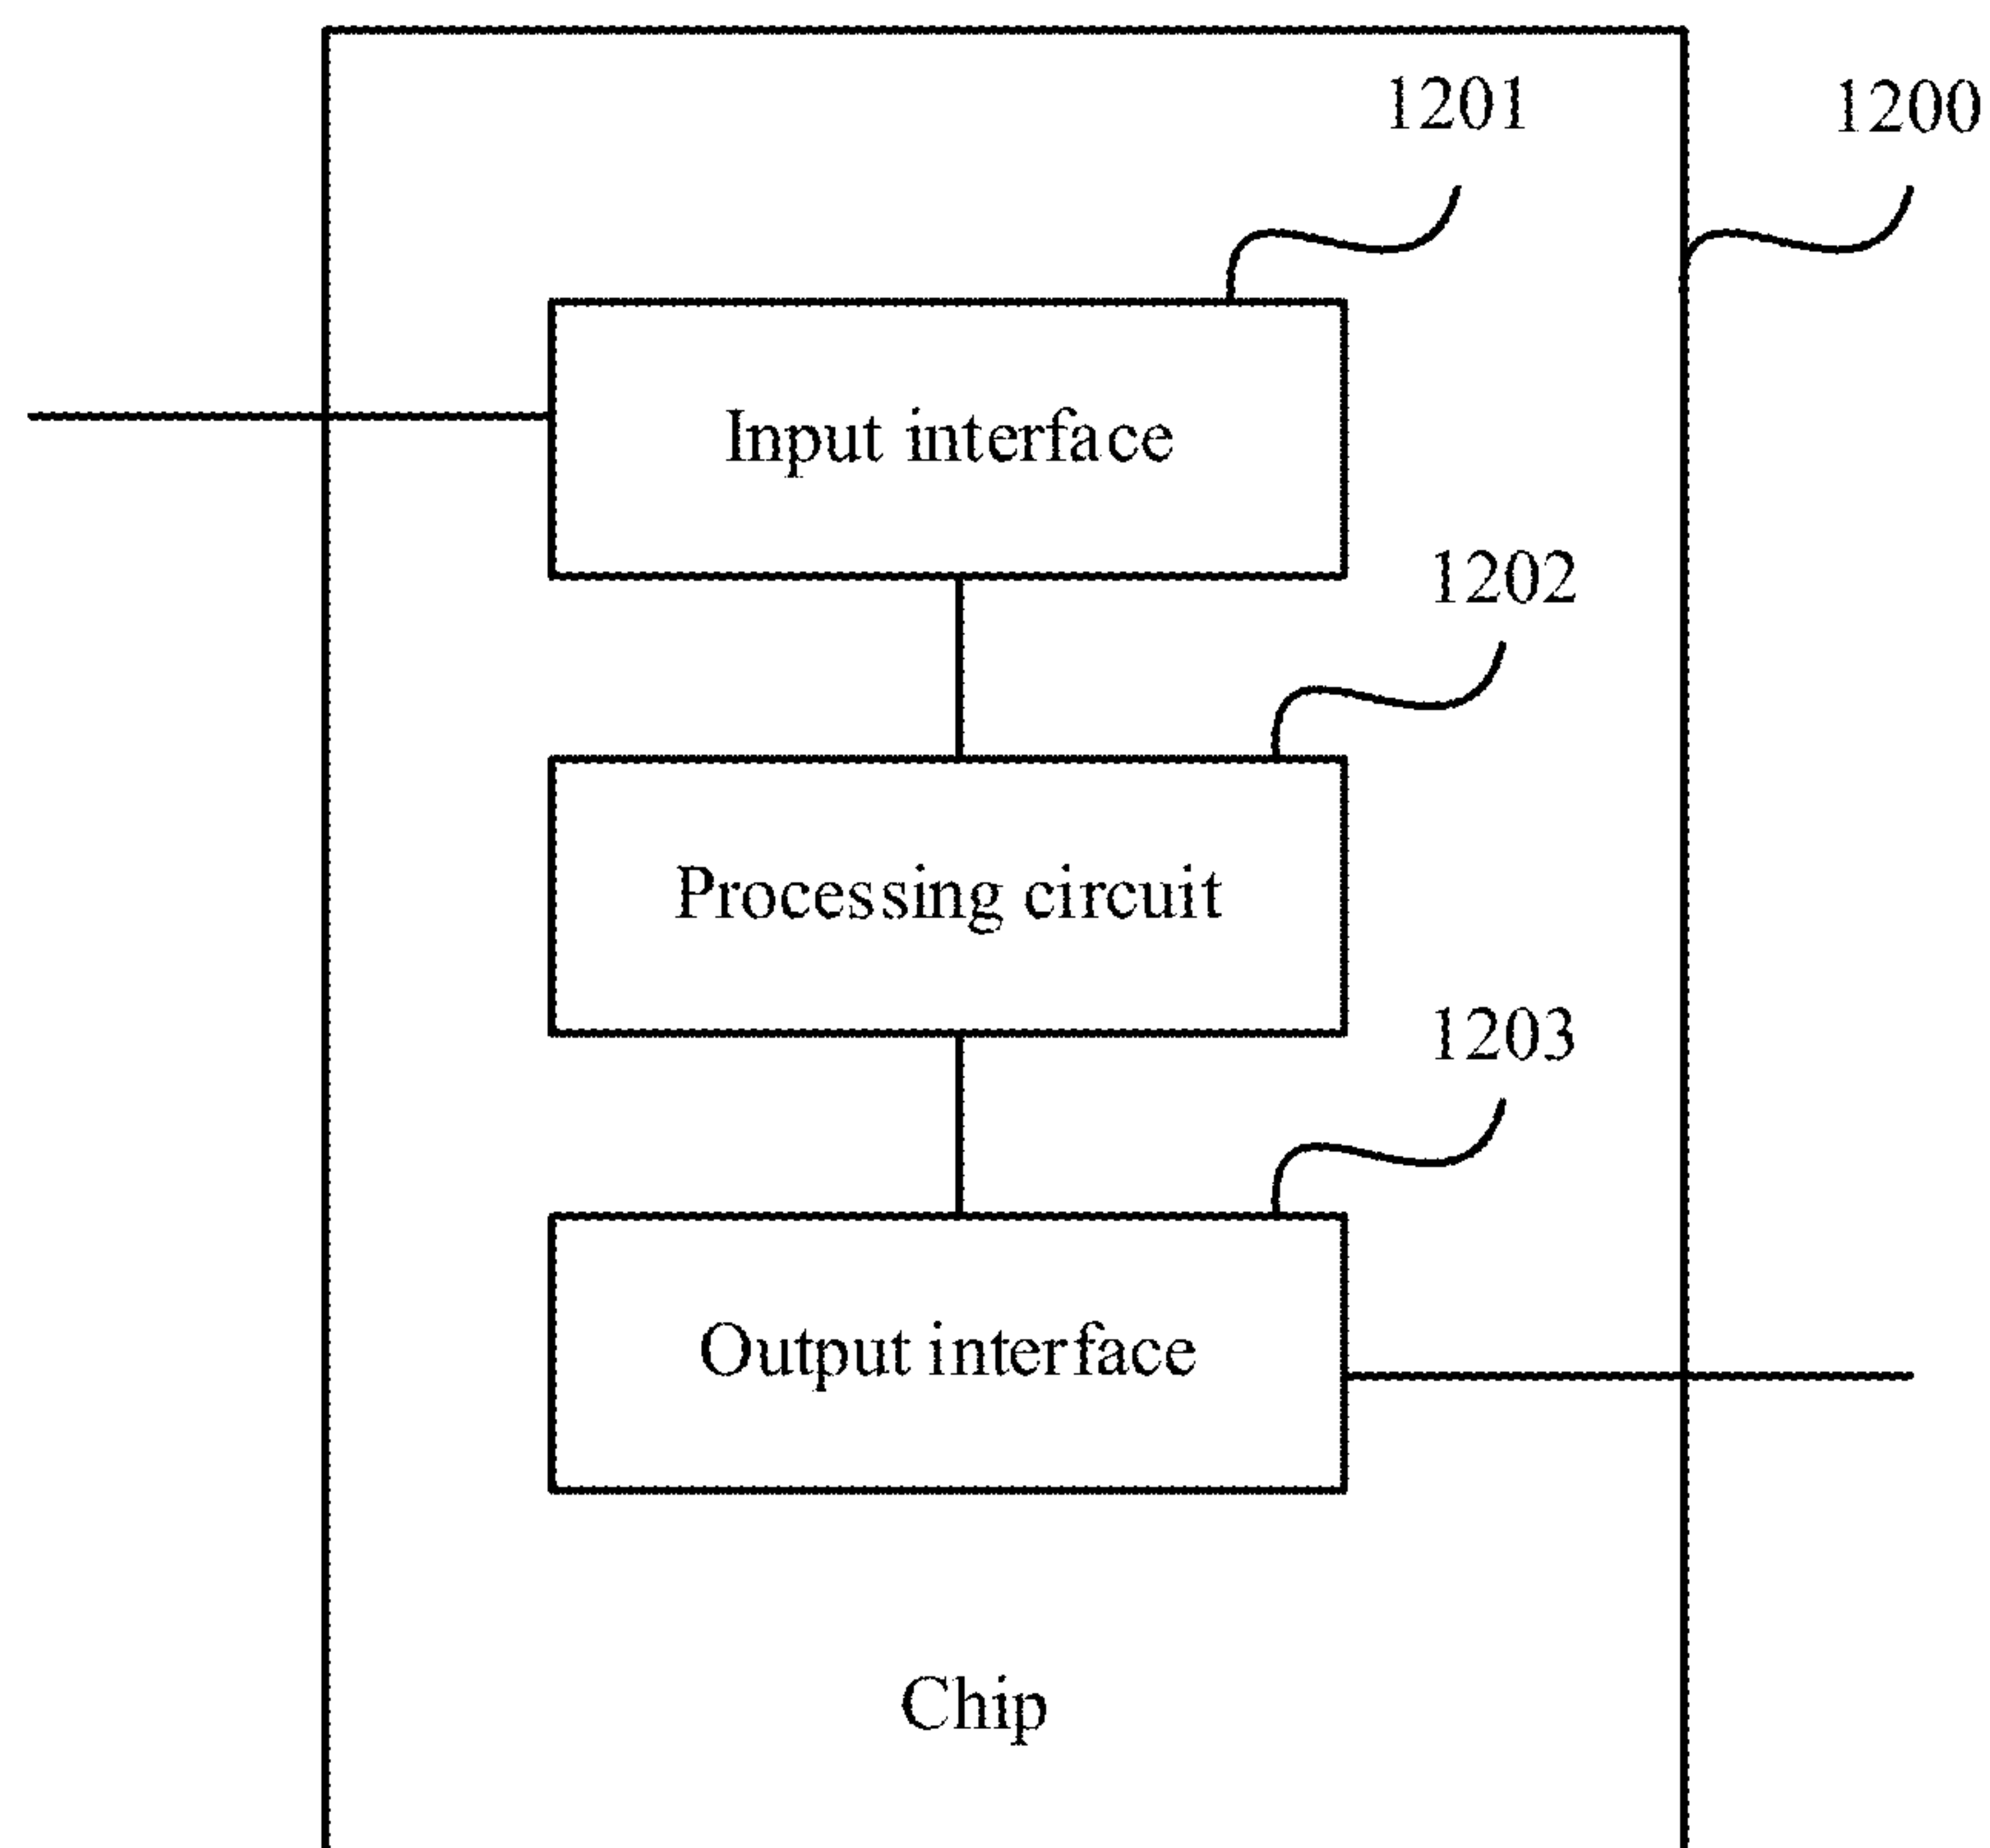 1201
1200
Input interface
1202
Processing circuit
1203
Output interface
Chip